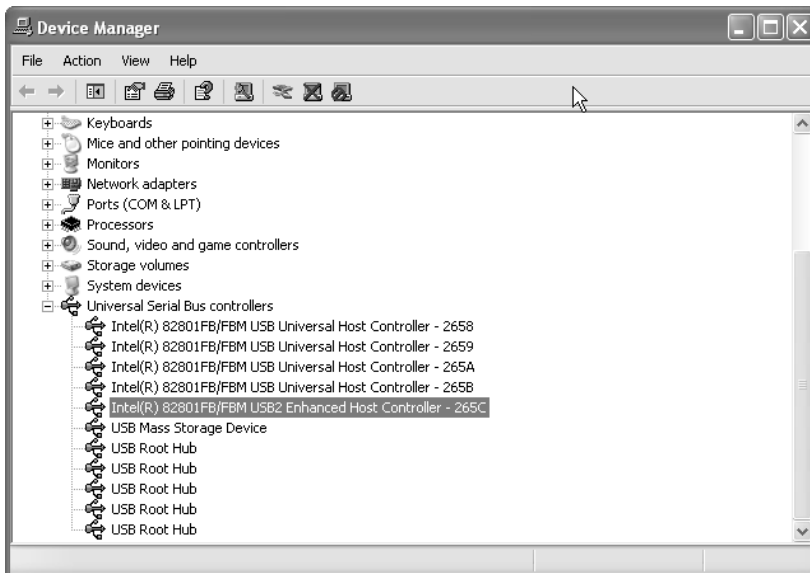 Device Manager
File Action View Help
Keyboards
Mice and other pointing devices
Monitors
Network adapters
Ports (COM & LPT)
Processors
Sound, video and game controllers
Storage volumes
System devices
Universal Serial Bus controllers
Intel(R) 82801FB/FBM USB Universal Host Controller - 2658
Intel(R) 82801FB/FBM USB Universal Host Controller - 2659
Intel(R) 82801FB/FBM USB Universal Host Controller - 265A
Intel(R) 82801FB/FBM USB Universal Host Controller - 265B
Intel(R) 82801FB/FBM USB2 Enhanced Host Controller - 265C
USB Mass Storage Device
USB Root Hub
USB Root Hub
USB Root Hub
USB Root Hub
USB Root Hub